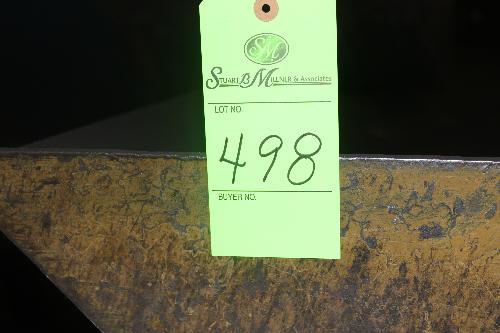 SM
STUART B MILLNER & Associates
LOT NO.
498
BUYER NO.